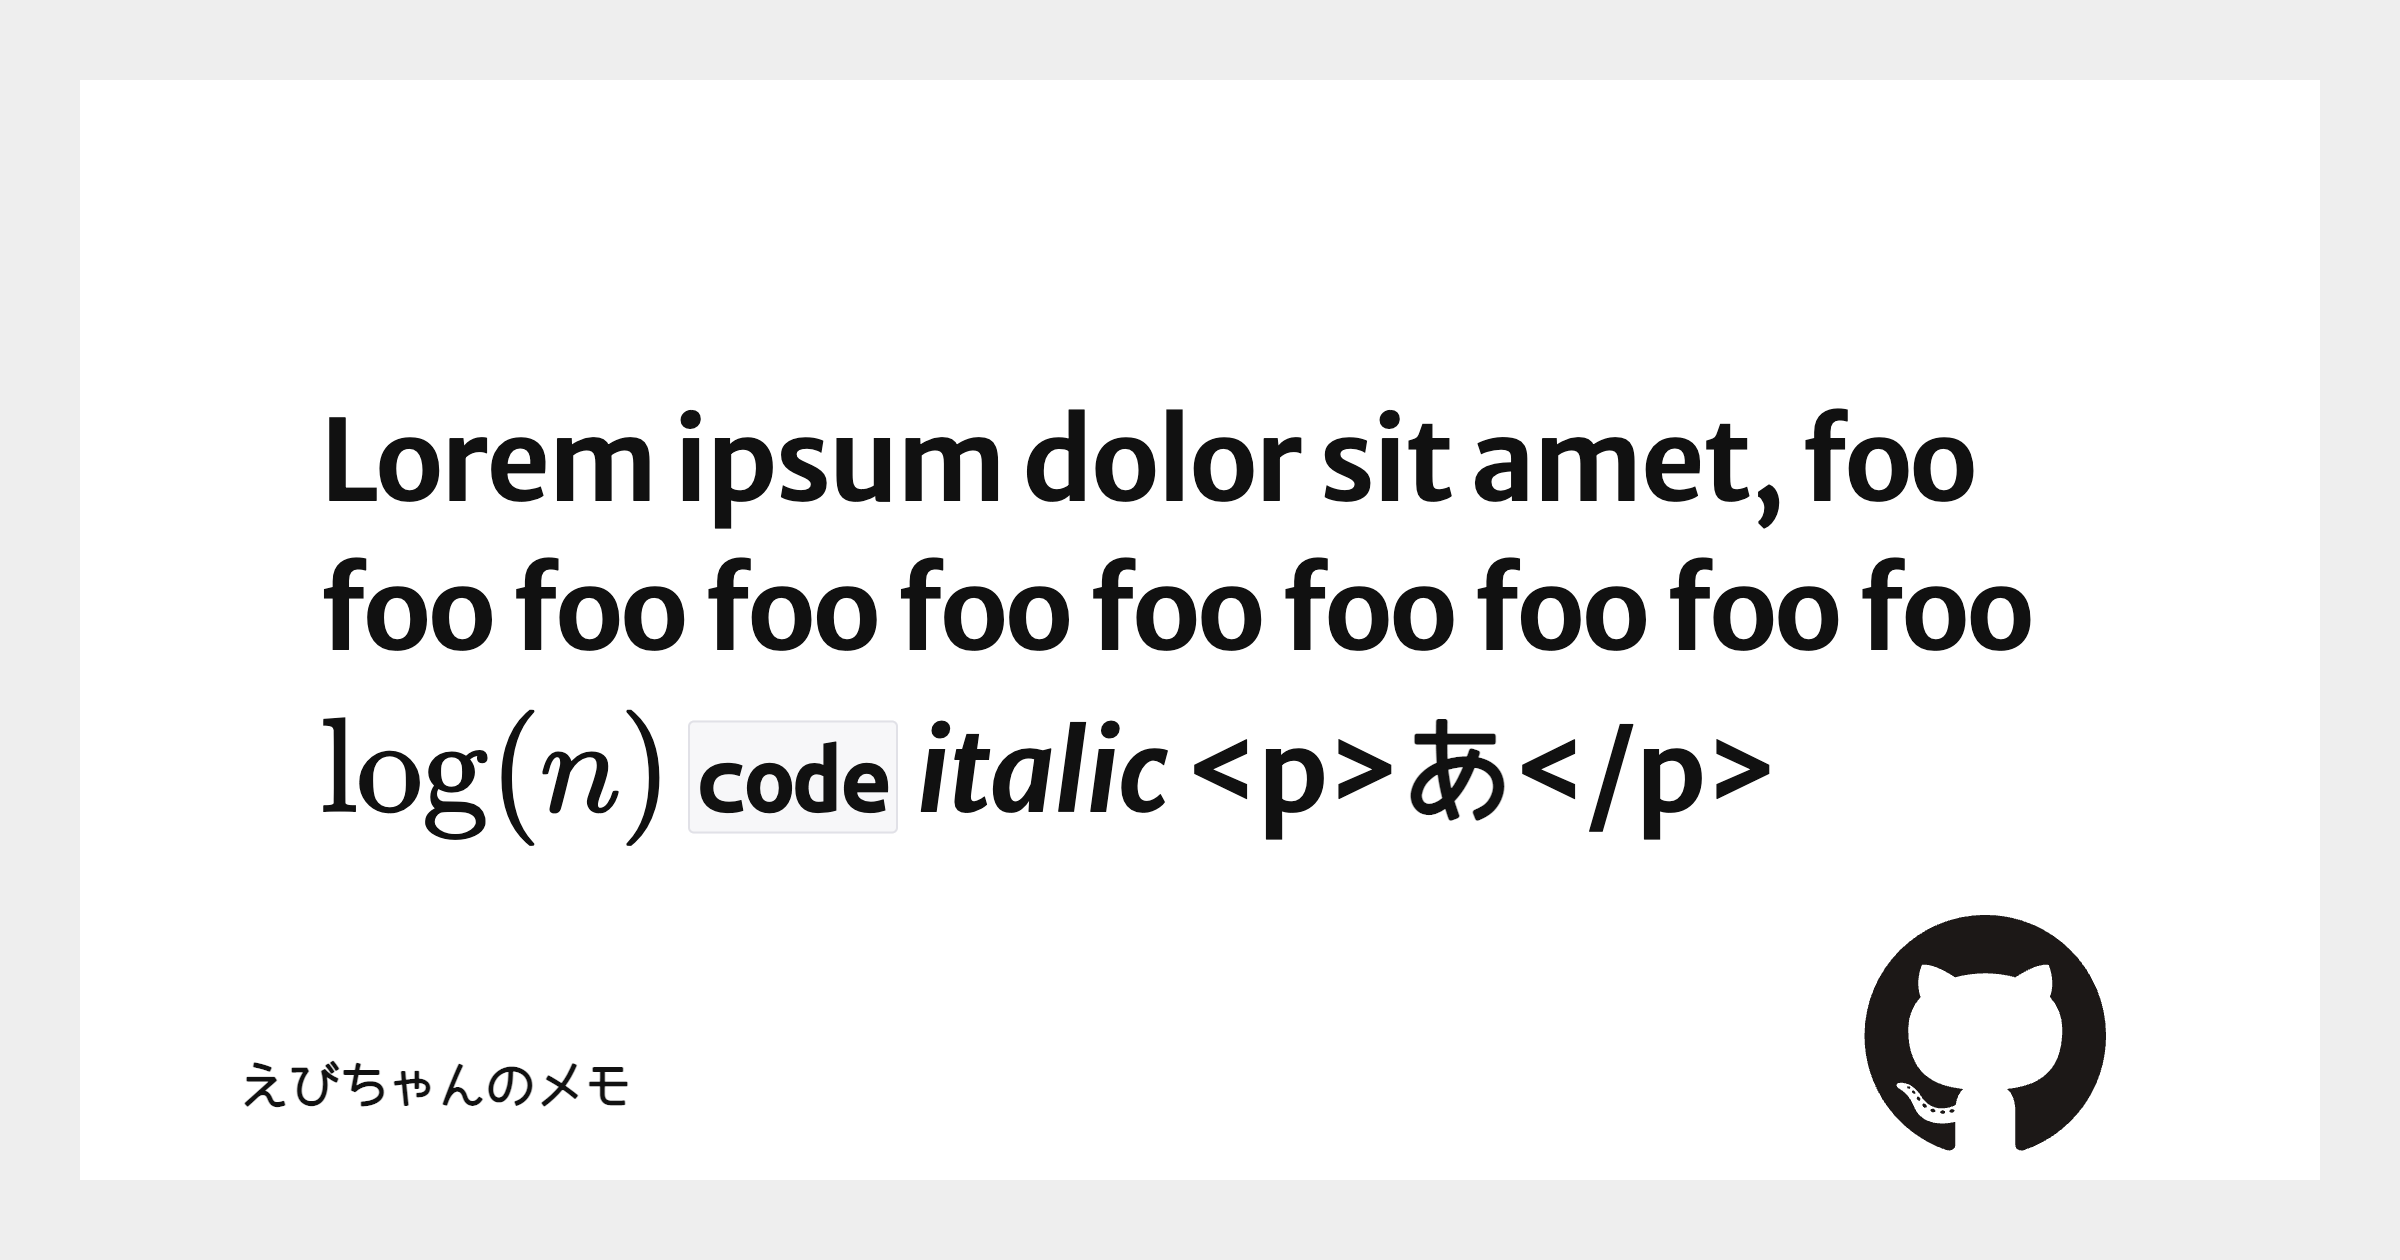 Lorem ipsum dolor sit amet, foo
foo foo foo foo foo foo foo foo foo
log(n) code italic <p>あ</p>
えびちゃんのメモ